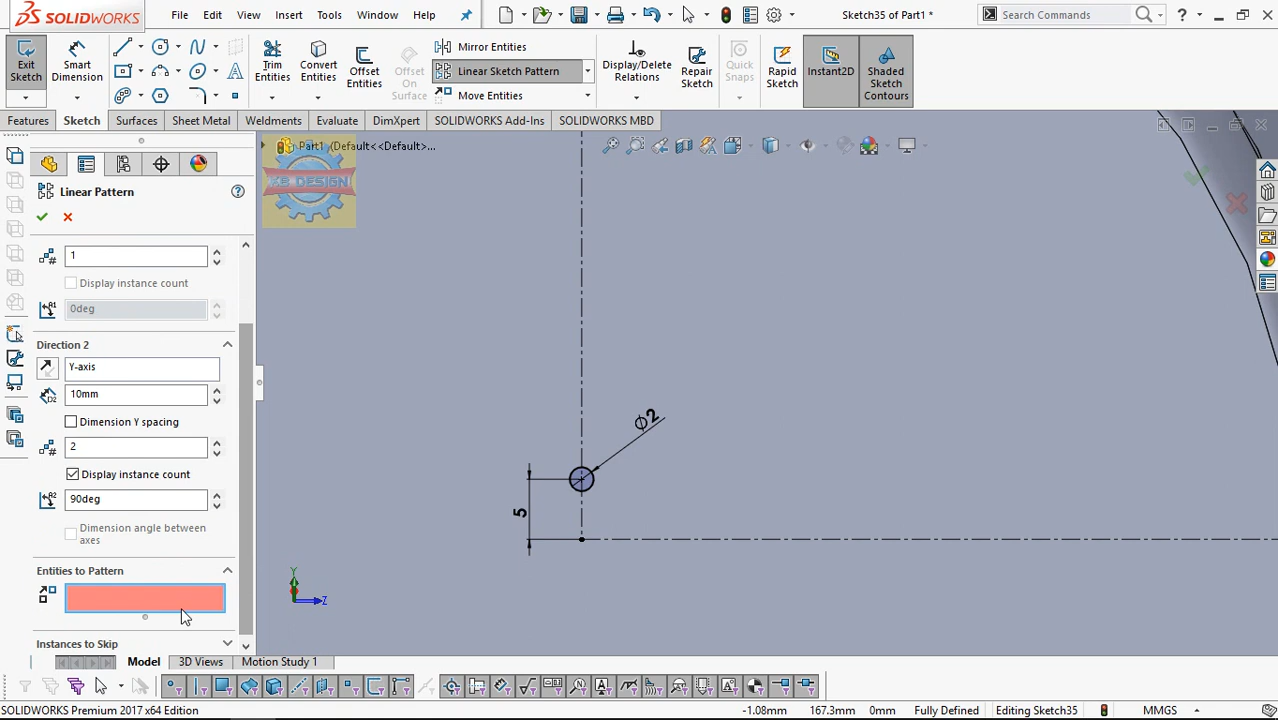 SOLIDWORKS
File Edit View Insert Tools Window Help
Sketch35 of Part1 *
Search Commands
Exit Sketch
Smart Dimension
Trim Entities
Convert Entities
Offset Entities
Offset On Surface
Mirror Entities
Linear Sketch Pattern
Move Entities
Display/Delete Relations
Repair Sketch
Quick Snaps
Rapid Sketch
Instant2D
Shaded Sketch Contours
Features Sketch Surfaces Sheet Metal Weldments Evaluate DimXpert SOLIDWORKS Add-Ins SOLIDWORKS MBD
Part1 (Default<<Default>...
KB DESIGN
Linear Pattern
1
Display instance count
0deg
Direction 2
Y-axis
10mm
Dimension Y spacing
2
Display instance count
90deg
Dimension angle between axes
Entities to Pattern
Instances to Skip
Φ2
5
Y
Z
Model 3D Views Motion Study 1
SOLIDWORKS Premium 2017 x64 Edition
-1.08mm 167.3mm 0mm Fully Defined Editing Sketch35 MMGS